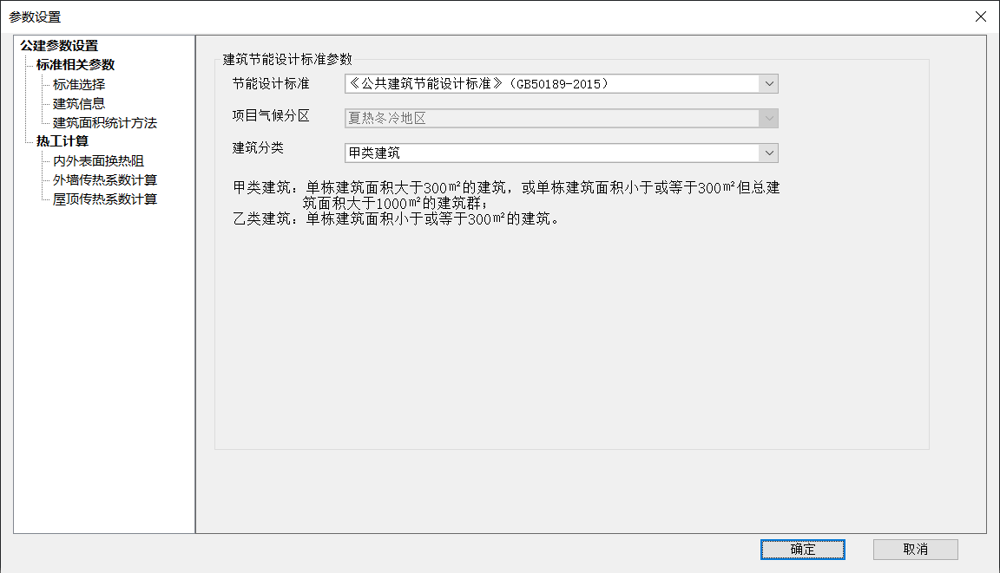 参数设置
公建参数设置
标准相关参数
标准选择
建筑信息
建筑面积统计方法
热工计算
内外表面换热阻
外墙传热系数计算
屋顶传热系数计算
建筑节能设计标准参数
节能设计标准
《公共建筑节能设计标准》（GB50189-2015）
项目气候分区
夏热冬冷地区
建筑分类
甲类建筑
甲类建筑：单栋建筑面积大于300㎡的建筑，或单栋建筑面积小于或等于300㎡但总建
筑面积大于1000㎡的建筑群；
乙类建筑：单栋建筑面积小于或等于300㎡的建筑。
确定
取消